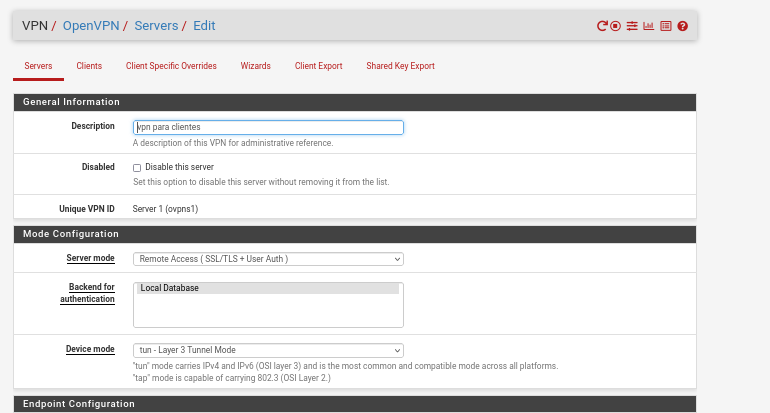 VPN / OpenVPN / Servers / Edit
Servers Clients Client Specific Overrides Wizards Client Export Shared Key Export
General Information
Description vpn para clientes
A description of this VPN for administrative reference.
Disabled Disable this server
Set this option to disable this server without removing it from the list.
Unique VPN ID Server 1 (ovpns1)
Mode Configuration
Server mode Remote Access ( SSL/TLS + User Auth )
Backend for Local Database
authentication
Device mode tun - Layer 3 Tunnel Mode
"tun" mode carries IPv4 and IPv6 (OSI layer 3) and is the most common and compatible mode across all platforms.
"tap" mode is capable of carrying 802.3 (OSI Layer 2.)
Endpoint Configuration